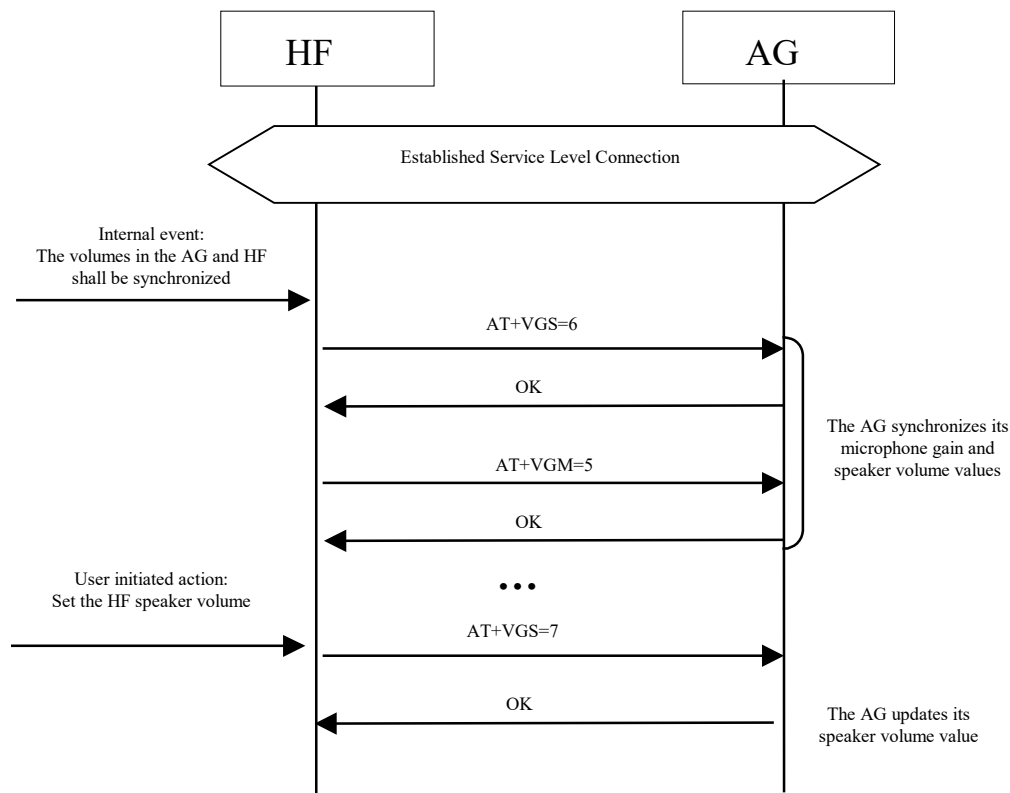 HF
AG
Established Service Level Connection
Internal event:
The volumes in the AG and HF
shall be synchronized
AT+VGS=6
OK
The AG synchronizes its
microphone gain and
speaker volume values
AT+VGM=5
OK
User initiated action:
Set the HF speaker volume
...
AT+VGS=7
OK
The AG updates its
speaker volume value